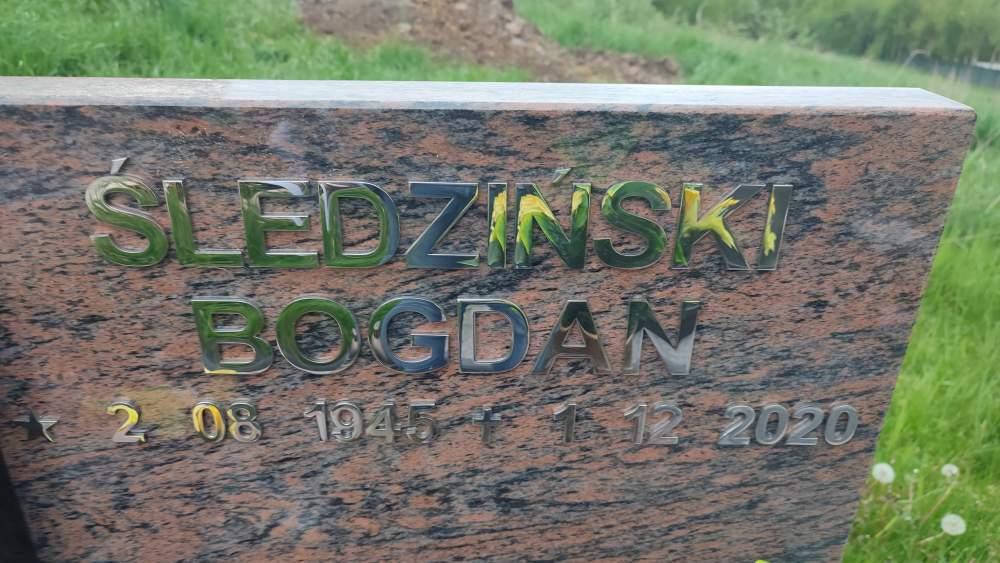 ŚLEDZIŃSKI
BOGDAN
★ 2 08 1945 ✝ 1 12 2020